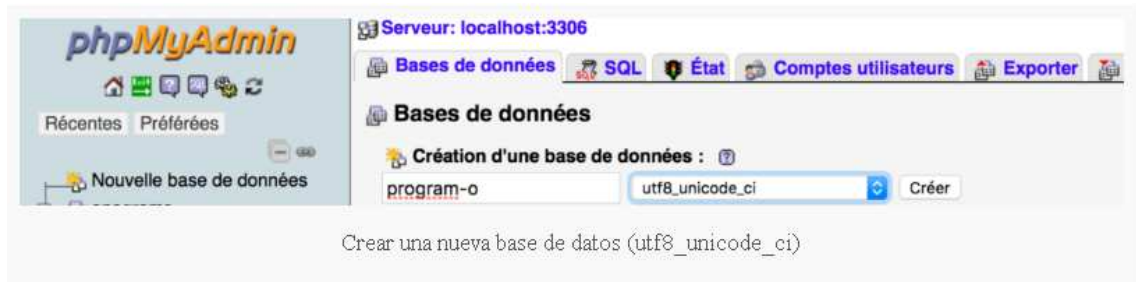 phpMyAdmin
Récentes Préférées
Nouvelle base de données
Serveur: localhost:3306
Bases de données SQL État Comptes utilisateurs Exporter
Bases de données
Création d'une base de données :
program-o utf8_unicode_ci Créer
Crear una nueva base de datos (utf8_unicode_ci)